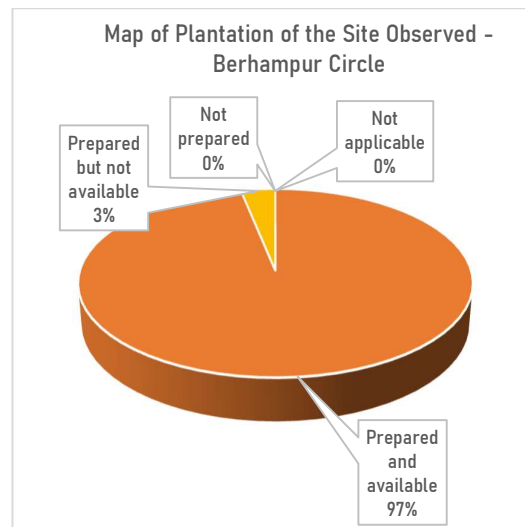 Map of Plantation of the Site Observed -
Berhampur Circle
Not
prepared
0%
Not
applicable
0%
Prepared
but not
available
3%
Prepared
and
available
97%